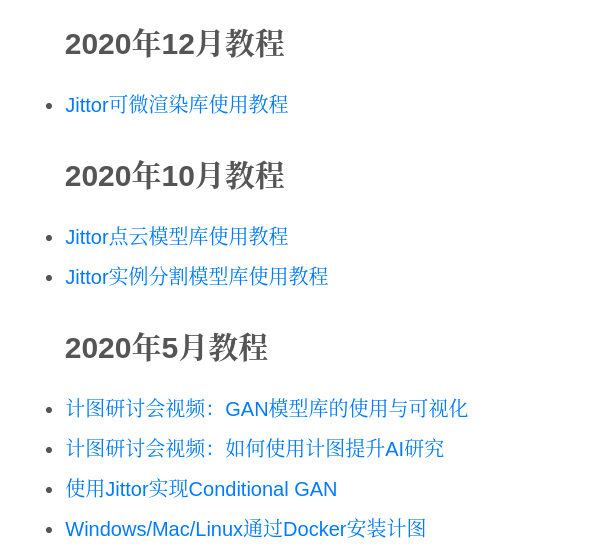 2020年12月教程
Jittor可微渲染库使用教程
2020年10月教程
Jittor点云模型库使用教程
Jittor实例分割模型库使用教程
2020年5月教程
计图研讨会视频：GAN模型库的使用与可视化
计图研讨会视频：如何使用计图提升AI研究
使用Jittor实现Conditional GAN
Windows/Mac/Linux通过Docker安装计图